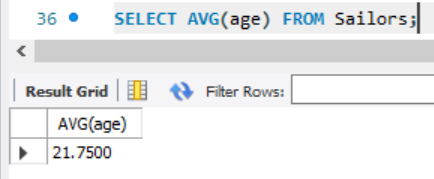 36 SELECT AVG(age) FROM Sailors;
Result Grid Filter Rows:
AVG(age)
21.7500